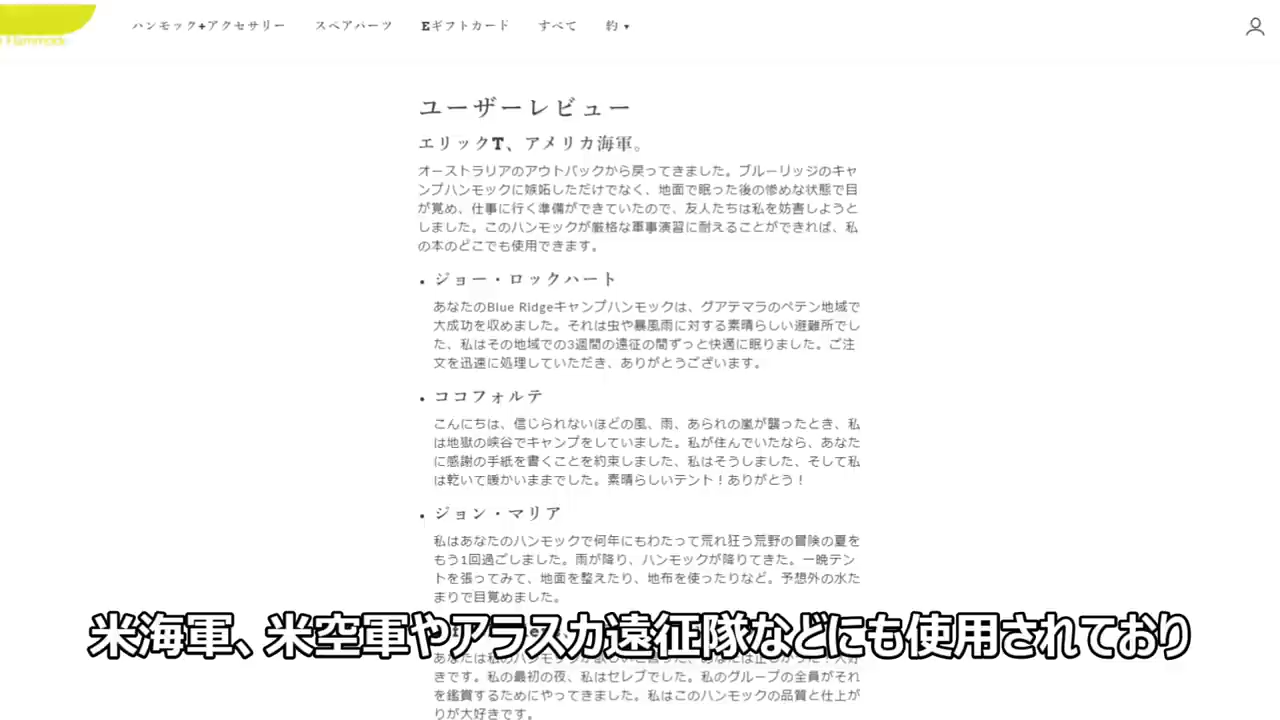 ハンモック+アクセサリー スペアパーツ Eギフトカード すべて 約 ▾
ユーザーレビュー
エリックT、アメリカ海軍。
オーストラリアのアウトバックから戻ってきました。ブルーリッジのキャ
ンプハンモックに嫉妬しただけでなく、地面で眠った後の惨めな状態で目
が覚め、仕事に行く準備ができていたので、友人たちは私を妨害しようと
しました。このハンモックが厳格な軍事演習に耐えることができれば、私
の本のどこでも使用できます。
• ジョー・ロックハート
あなたのBlue Ridgeキャンプハンモックは、グアテマラのペテン地域で
大成功を収めました。それは虫や暴風雨に対する素晴らしい避難所でし
た、私はその地域での3週間の遠征の間ずっと快適に眠りました。ご注
文を迅速に処理していただき、ありがとうございます。
• ココフォルテ
こんにちは、信じられないほどの風、雨、あられの嵐が襲ったとき、私
は地獄の峡谷でキャンプをしていました。私が住んでいたなら、あなた
に感謝の手紙を書くことを約束しました、私はそうしました、そして私
は乾いて暖かいままでした。素晴らしいテント！ありがとう！
• ジョン・マリア
私はあなたのハンモックで何年にもわたって荒れ狂う荒野の冒険の夏を
もう1回過ごしました。雨が降り、ハンモックが降りてきた。一晩テン
トを張ってみて、地面を整えたり、地布を使ったりなど。予想外の水た
まりで目覚めました。
米海軍、米空軍やアラスカ遠征隊などにも使用されており
きです。私の最初の夜、私はセレブでした。私のグループの全員がそれ
を鑑賞するためにやってきました。私はこのハンモックの品質と仕上が
りが大好きです。